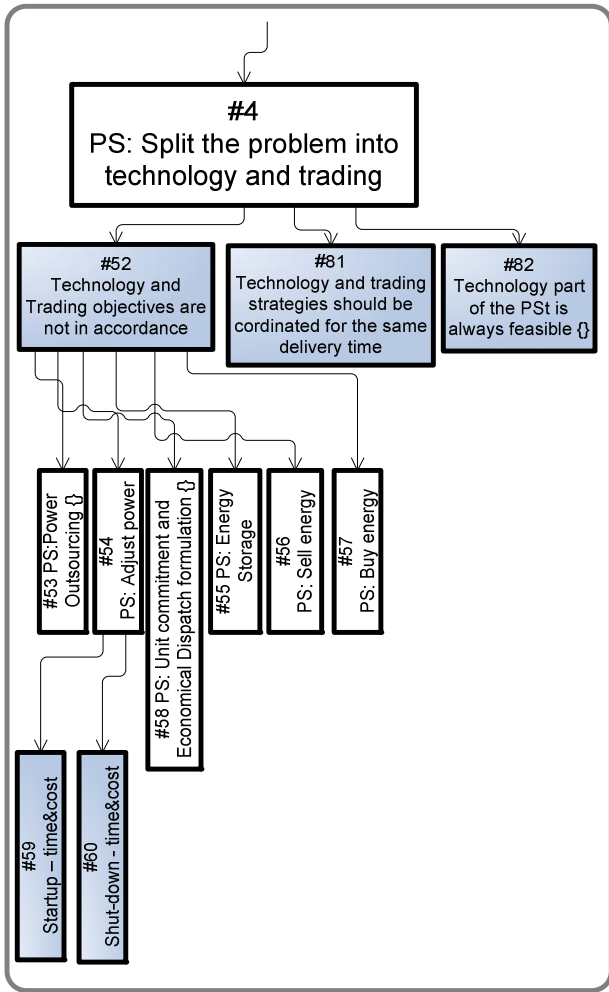 #4
PS: Split the problem into
technology and trading
#52
Technology and
Trading objectives are
not in accordance
#81
Technology and trading
strategies should be
cordinated for the same
delivery time
#82
Technology part
of the PSt is
always feasible {}
#53 PS:Power
Outsourcing {}
#54
PS: Adjust power
#58 PS: Unit commitment and
Economical Dispatch formulation {}
#55 PS: Energy
Storage
#56
PS: Sell energy
#57
PS: Buy energy
#59
Startup – time&cost
#60
Shut-down - time&cost